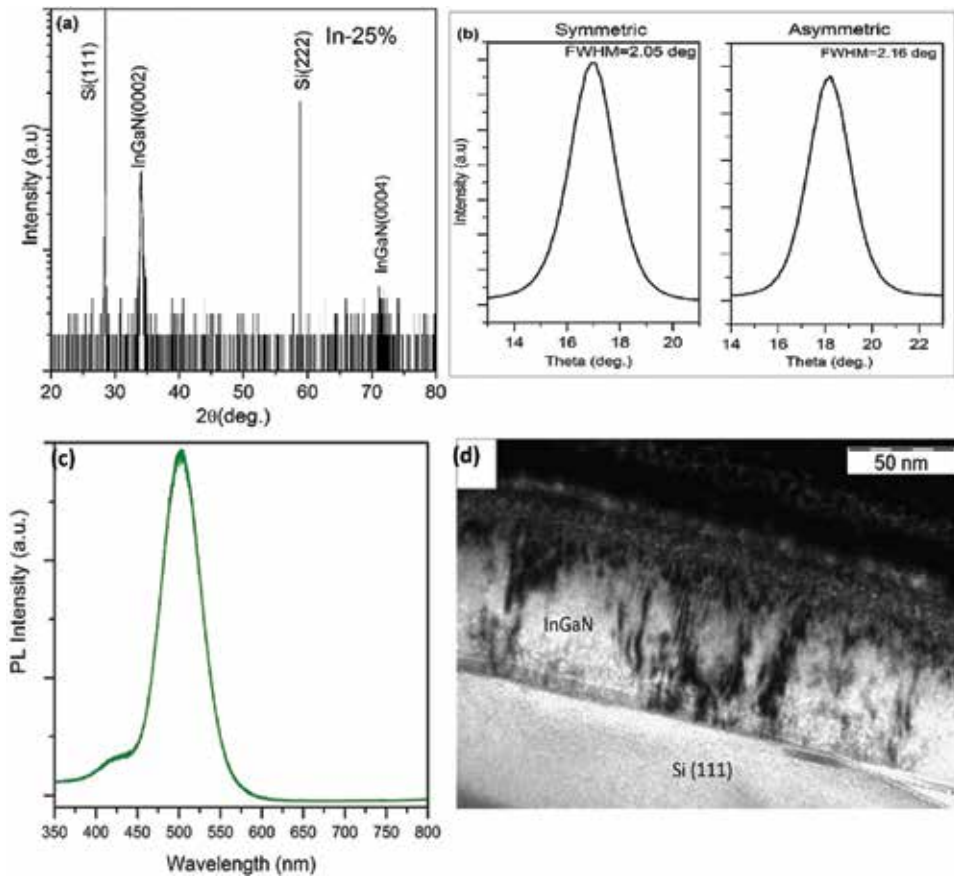 (a)
In-25%
Si(111)
InGaN(0002)
Si(222)
InGaN(0004)
Intensity (a.u)
20 30 40 50 60 70 80
2θ(deg.)
(b)
Symmetric
FWHM=2.05 deg
Intensity (a.u)
14 16 18 20
Theta (deg.)
Asymmetric
FWHM=2.16 deg
14 16 18 20 22
Theta (deg.)
(c)
PL Intensity (a.u.)
350 400 450 500 550 600 650 700 750 800
Wavelength (nm)
(d)
50 nm
InGaN
Si (111)